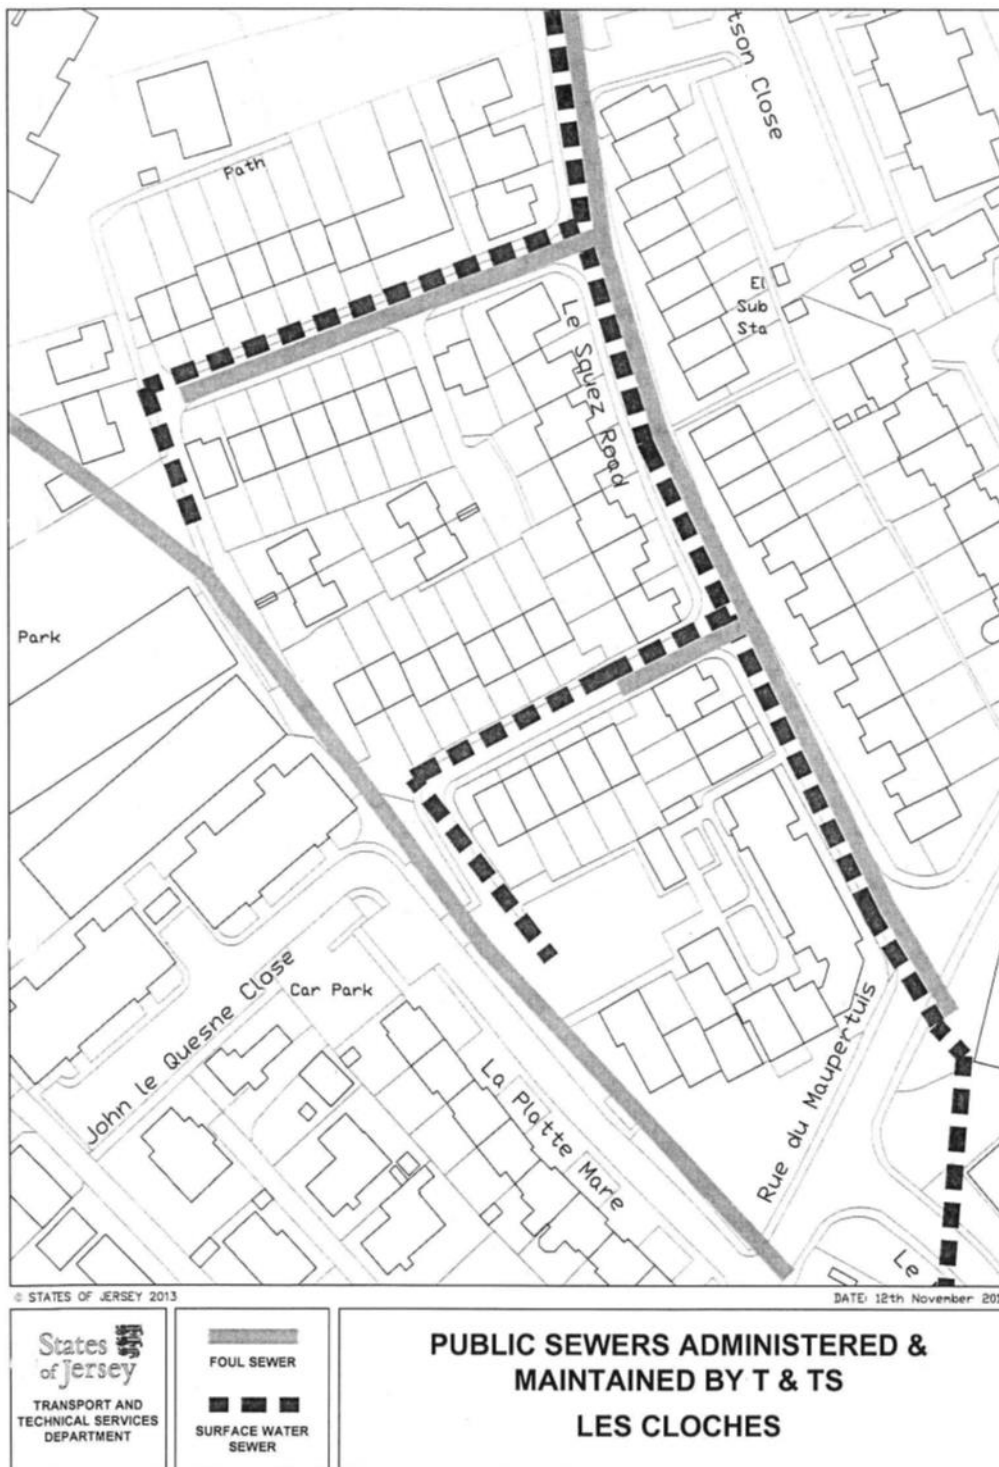 tson Close
Path
El
Sub
Sta
Le Squez Road
Park
Car Park
John le Quesne Close
La Platte Mare
Rue du Maupertuis
Le
© STATES OF JERSEY 2013
DATE: 12th November 201
States
of Jersey
TRANSPORT AND
TECHNICAL SERVICES
DEPARTMENT
FOUL SEWER
SURFACE WATER
SEWER
PUBLIC SEWERS ADMINISTERED &
MAINTAINED BY T & TS
LES CLOCHES